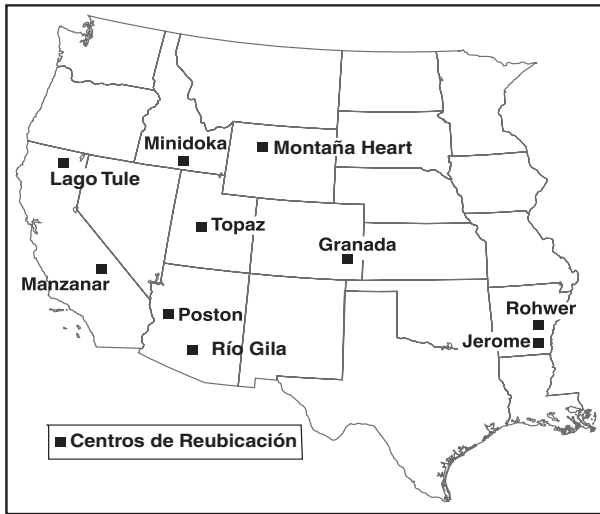 Minidoka
Montaña Heart
Lago Tule
Topaz
Granada
Manzanar
Poston
Rohwer
Río Gila
Jerome
Centros de Reubicación